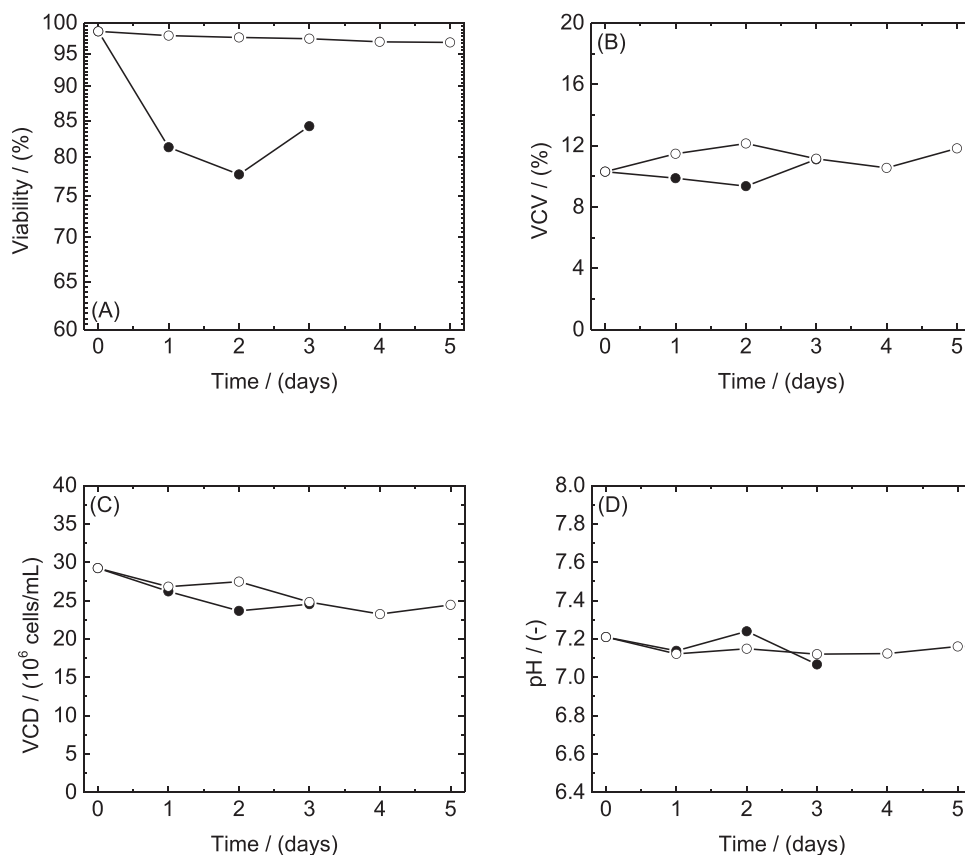 (A)
100
95
90
85
80
75
70
65
60
Viability / (%)
0 1 2 3 4 5
Time / (days)
(B)
20
16
12
8
4
0
VCV / (%)
0 1 2 3 4 5
Time / (days)
(C)
40
35
30
25
20
15
10
5
0
VCD / (10⁶ cells/mL)
0 1 2 3 4 5
Time / (days)
(D)
8.0
7.8
7.6
7.4
7.2
7.0
6.8
6.6
6.4
pH / (-)
0 1 2 3 4 5
Time / (days)